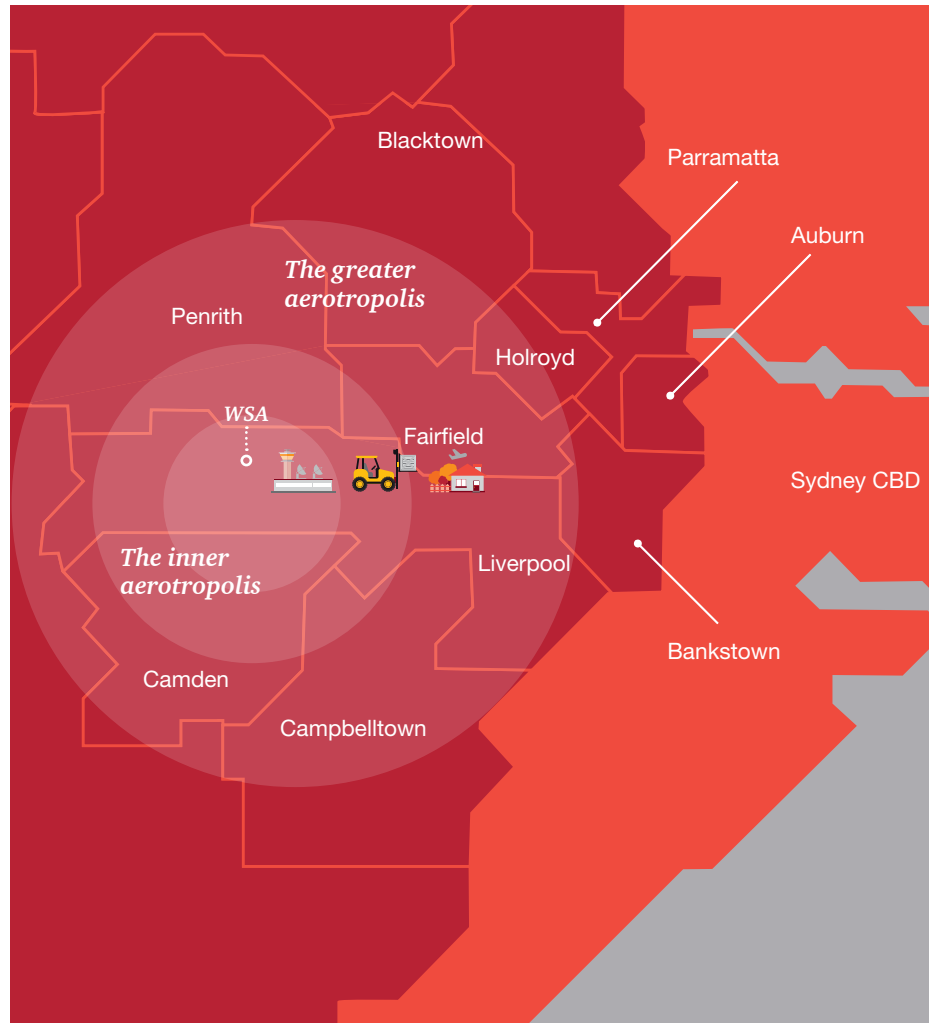 Blacktown
Parramatta
Auburn
The greater
aerotropolis
Penrith
Holroyd
WSA
Fairfield
Sydney CBD
The inner
aerotropolis
Liverpool
Bankstown
Camden
Campbelltown